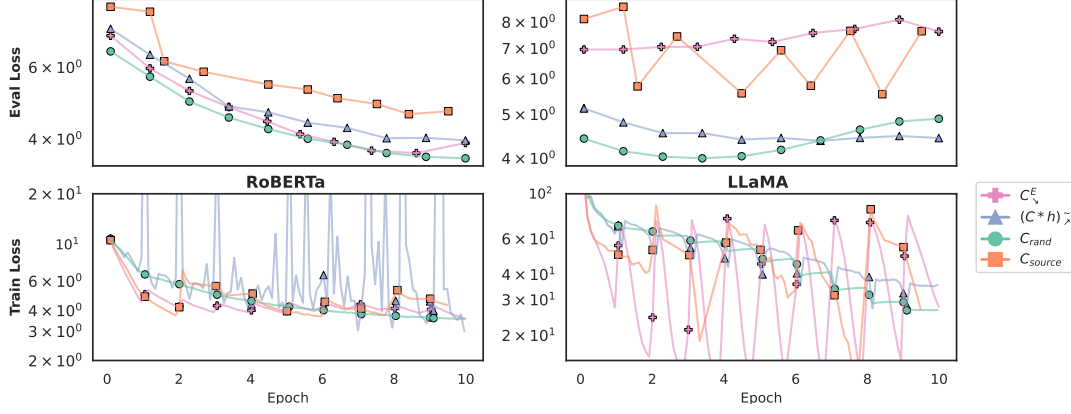 Eval Loss
6 × 10⁰
4 × 10⁰
8 × 10⁰
7 × 10⁰
6 × 10⁰
5 × 10⁰
4 × 10⁰
RoBERTa
LLaMA
Train Loss
2 × 10¹
10¹
6 × 10⁰
4 × 10⁰
3 × 10⁰
2 × 10⁰
10²
6 × 10¹
4 × 10¹
3 × 10¹
2 × 10¹
0 2 4 6 8 10
Epoch
0 2 4 6 8 10
Epoch
C^E_↘
(C * h)^~_↗
C_rand
C_source